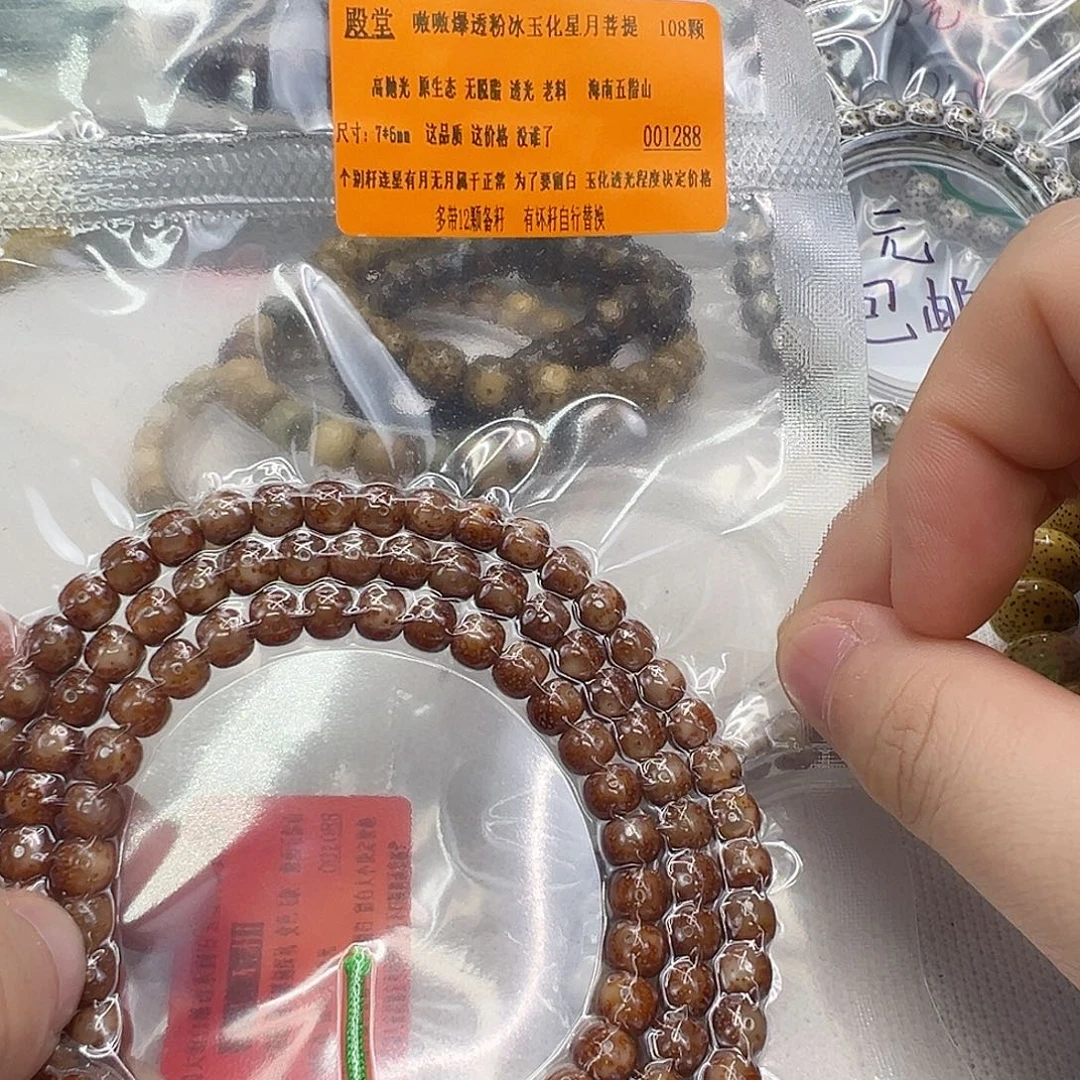 殿堂 嗷嗷爆透粉冰玉化星月菩提 108颗
高抛光 原生态 无脱脂 透光 老料 海南五指山
尺寸：7*6mm 这品质 这价格 没谁了 001288
个别籽连星有月无月属于正常 为了要留白 玉化透光程度决定价格
多带12颗备籽 有坏籽自行替换
元
包邮
元